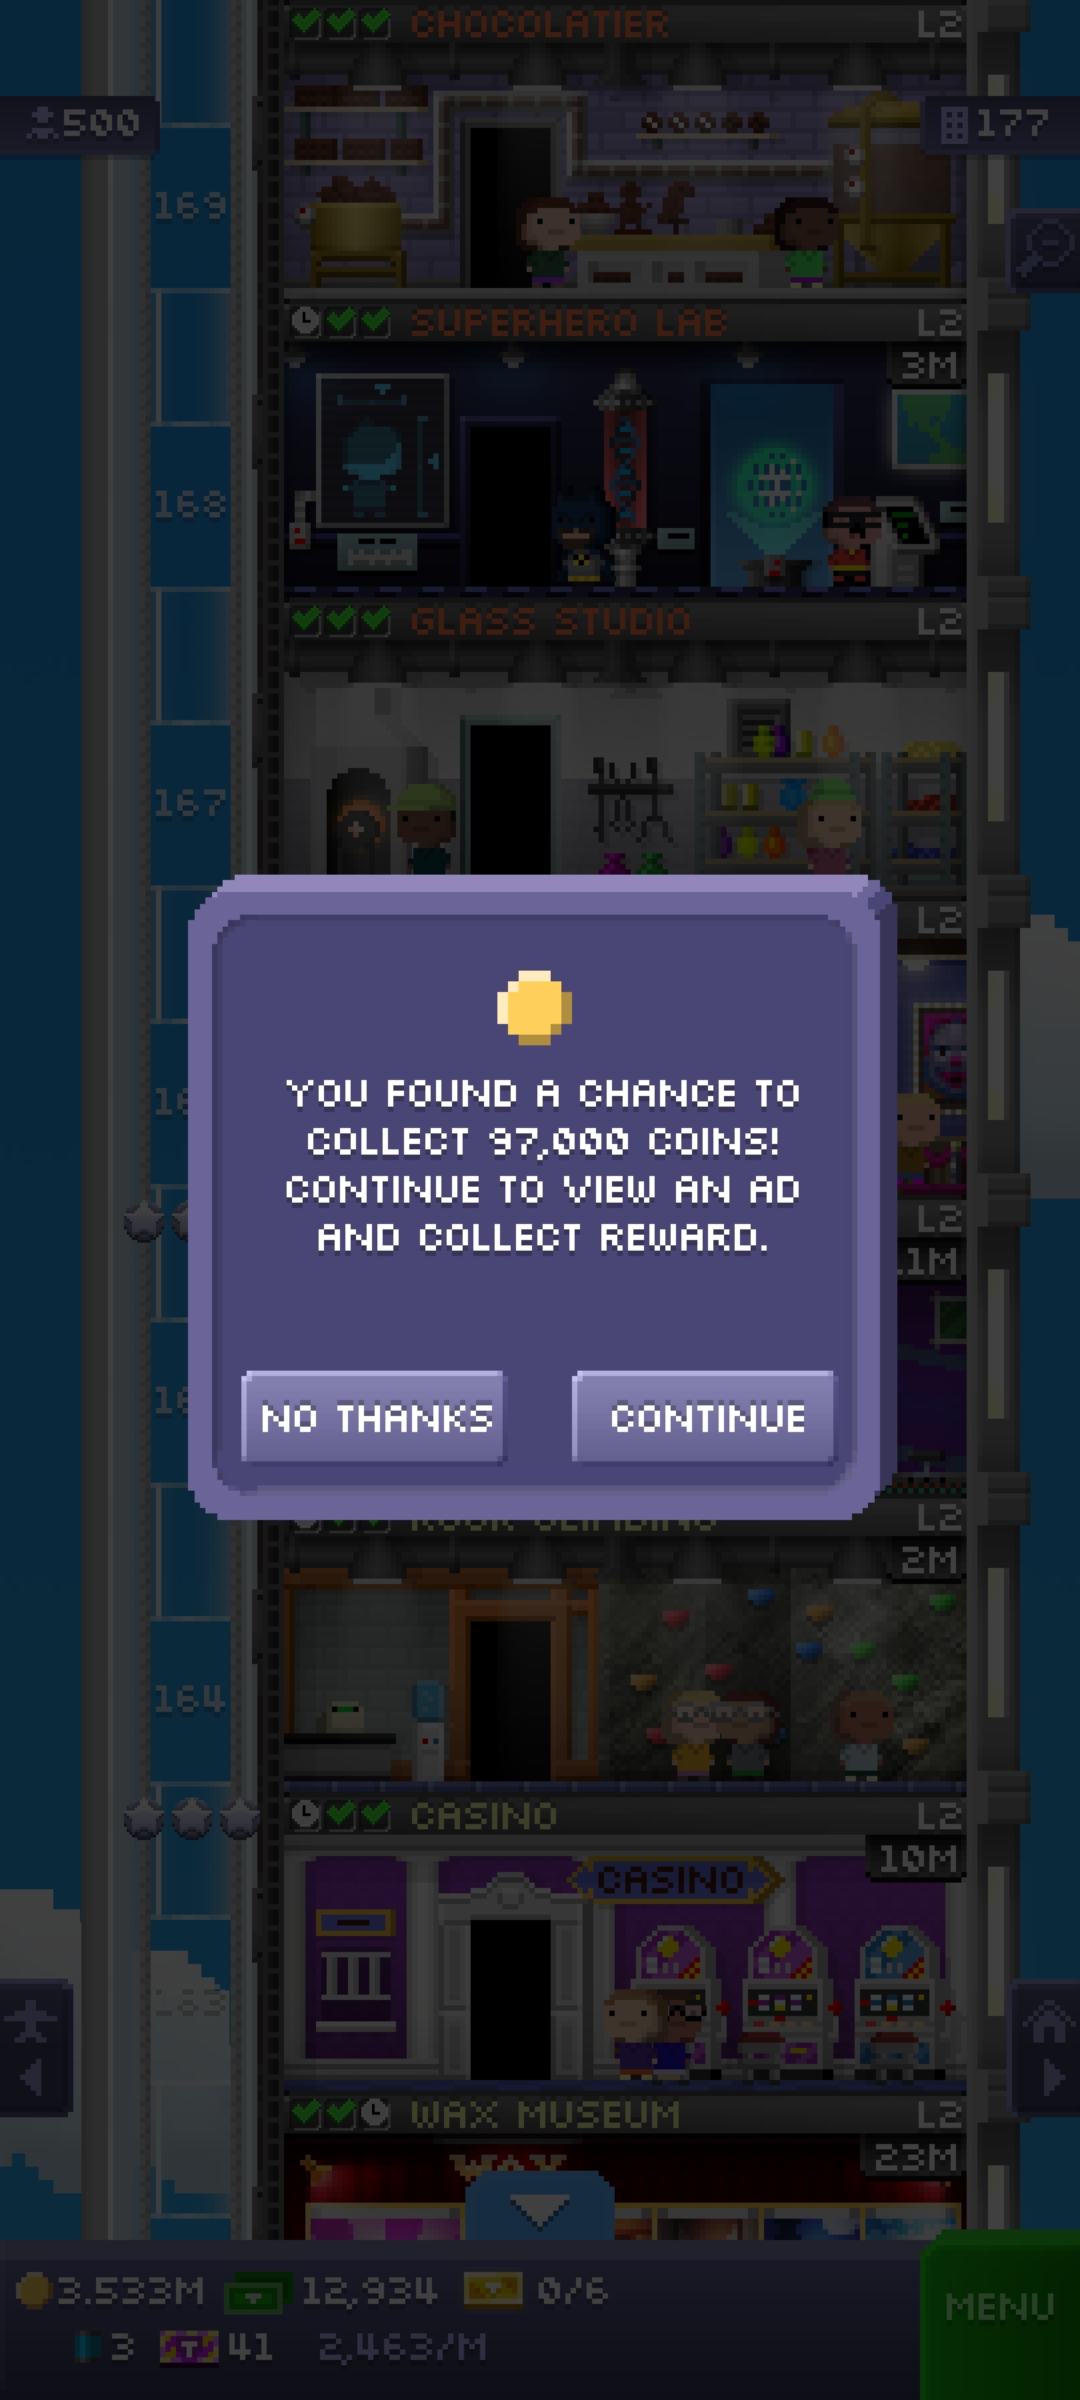 CHOCOLATIER L2
500
177
169
SUPERHERO LAB L2
3M
168
GLASS STUDIO L2
167
L2
YOU FOUND A CHANCE TO
COLLECT 97,000 COINS!
CONTINUE TO VIEW AN AD
AND COLLECT REWARD.
L2
NO THANKS
CONTINUE
L2
2M
164
CASINO L2
10M
CASINO
WAX MUSEUM L2
23M
WAX
3.533M 12,934 0/6
MENU
3 41 2,463/M